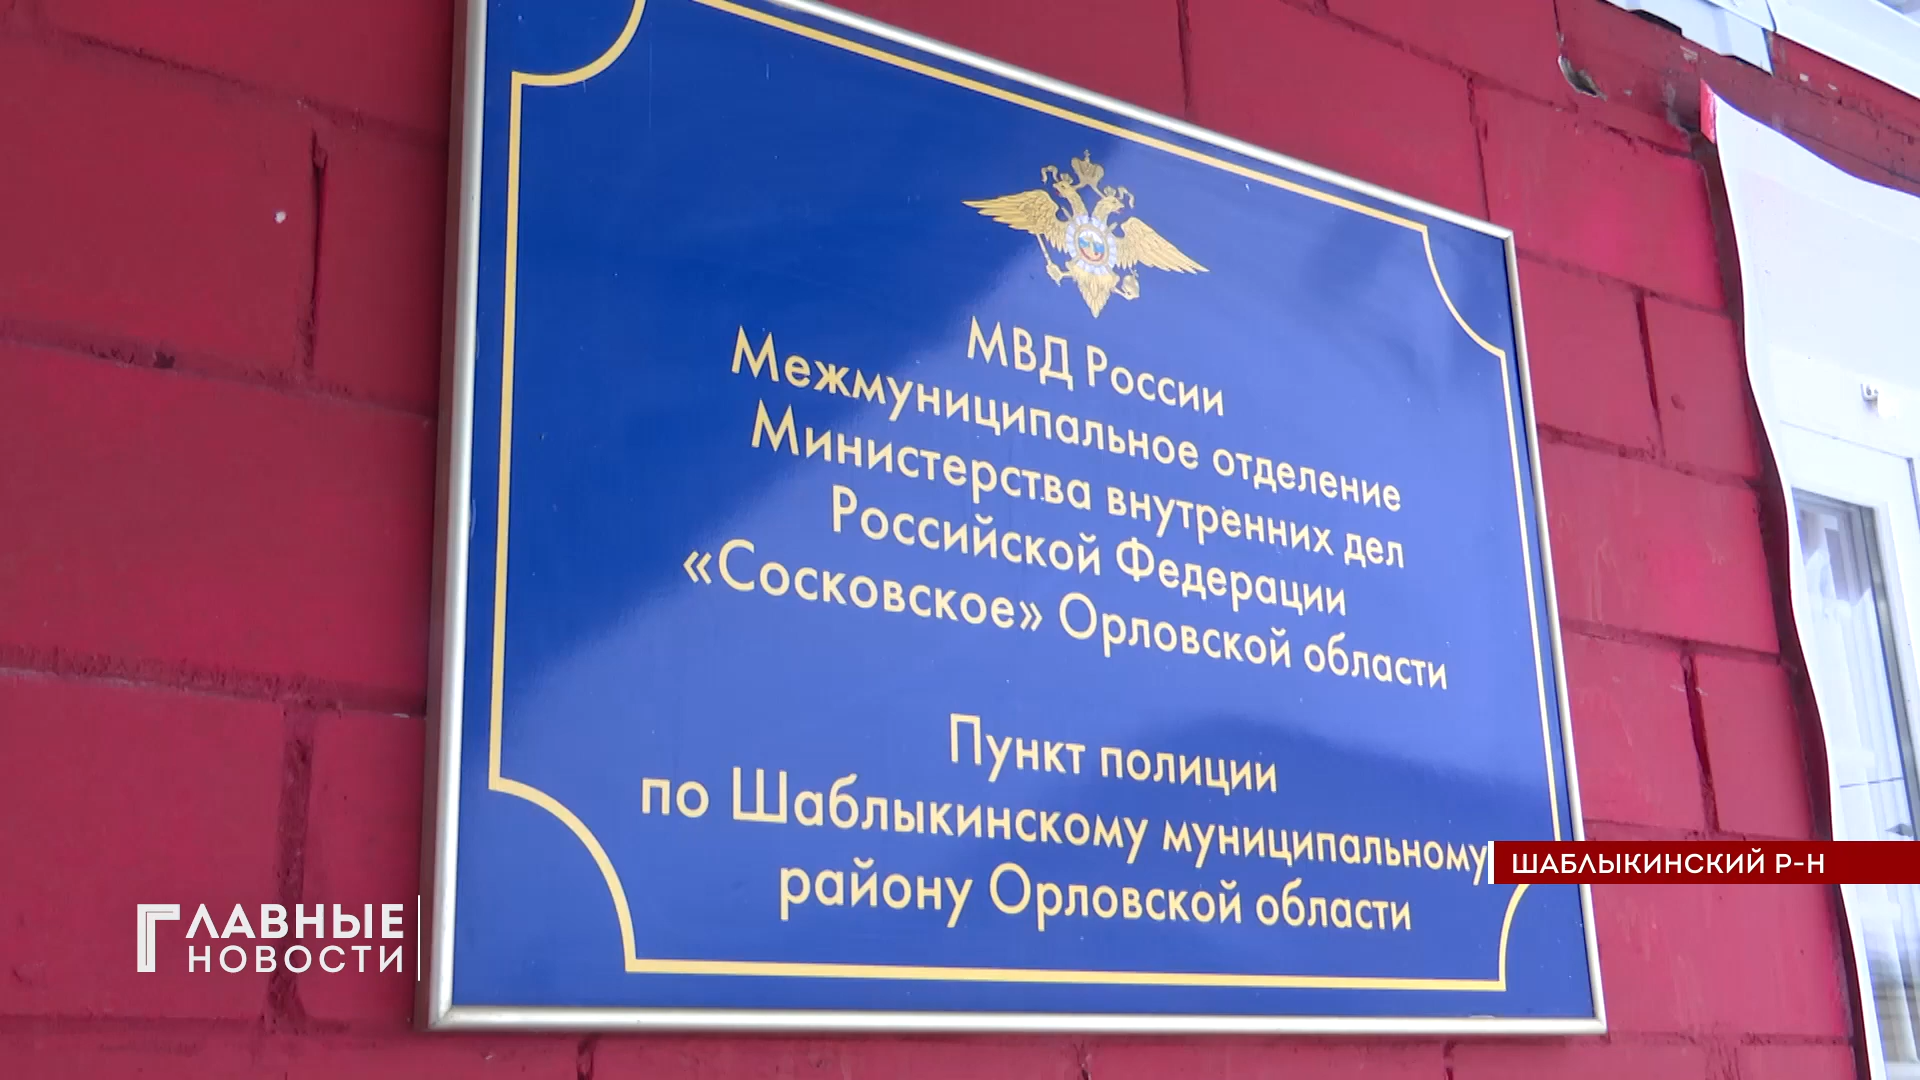 МВД России
Межмуниципальное отделение
Министерства внутренних дел
Российской Федерации
«Сосковское» Орловской области
Пункт полиции
по Шаблыкинскому муниципальному
району Орловской области
ШАБЛЫКИНСКИЙ Р-Н
ГЛАВНЫЕ
НОВОСТИ